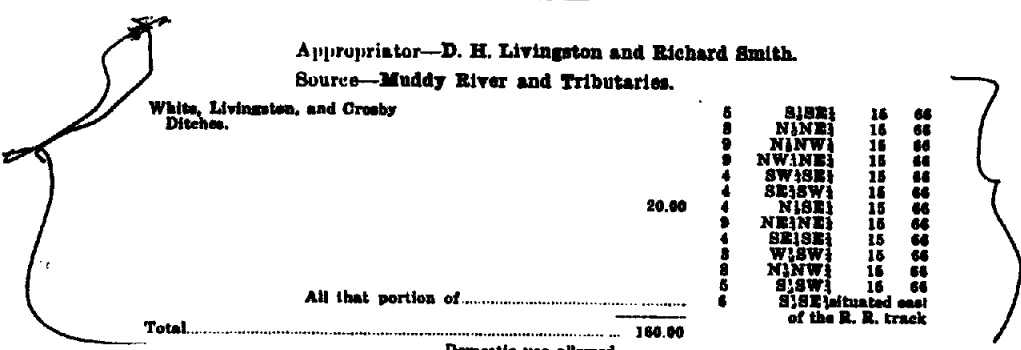 Appropriator—D. H. Livingston and Richard Smith.
Source—Muddy River and Tributaries.
White, Livingston, and Crosby 5 S½SE¼ 15 66
Ditches.
8 N½NE¼ 15 66
9 N½NW¼ 15 66
9 NW¼NE¼ 15 66
4 SW¼SE¼ 15 66
4 SE¼SW¼ 15 66
20.00 4 N½SE¼ 15 66
9 NE¼NE¼ 15 66
4 SE¼SE¼ 15 66
W½SW¼ 15 66
8 N½NW¼ 15 66
5 S½SW¼ 15 66
All that portion of 6 S½SE¼ situated east
of the R. R. track
Total 160.00
Domestic use allowed